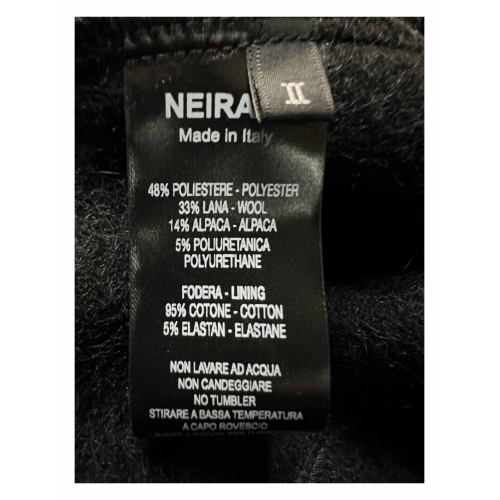 NEIRA
II
Made in Italy
48% POLIESTERE - POLYESTER
33% LANA - WOOL
14% ALPACA - ALPACA
5% POLIURETANICA
POLYURETHANE
FODERA - LINING
95% COTONE - COTTON
5% ELASTAN - ELASTANE
NON LAVARE AD ACQUA
NON CANDEGGIARE
NO TUMBLER
STIRARE A BASSA TEMPERATURA
A CAPO ROVESCIO